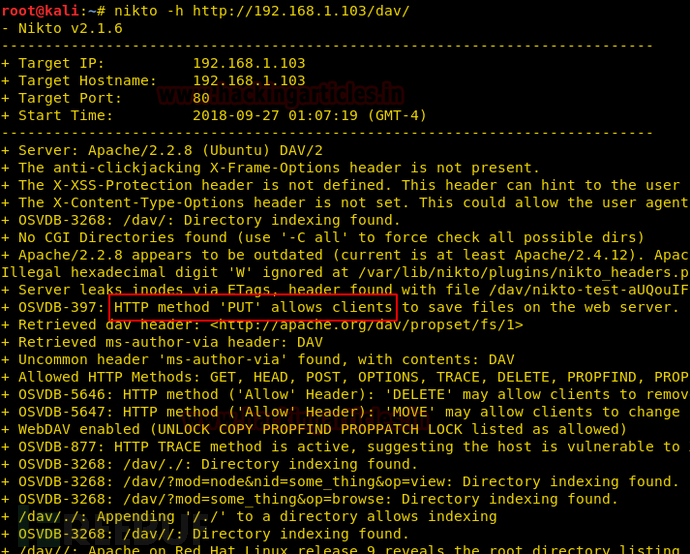 root@kali:~# nikto -h http://192.168.1.103/dav/
- Nikto v2.1.6
---------------------------------------------------------------------------
+ Target IP:          192.168.1.103
+ Target Hostname:    192.168.1.103
+ Target Port:        80
+ Start Time:         2018-09-27 01:07:19 (GMT-4)
---------------------------------------------------------------------------
+ Server: Apache/2.2.8 (Ubuntu) DAV/2
+ The anti-clickjacking X-Frame-Options header is not present.
+ The X-XSS-Protection header is not defined. This header can hint to the user
+ The X-Content-Type-Options header is not set. This could allow the user agent
+ OSVDB-3268: /dav/: Directory indexing found.
+ No CGI Directories found (use '-C all' to force check all possible dirs)
+ Apache/2.2.8 appears to be outdated (current is at least Apache/2.4.12). Apac
Illegal hexadecimal digit 'W' ignored at /var/lib/nikto/plugins/nikto_headers.p
+ Server leaks inodes via ETags, header found with file /dav/nikto-test-aUQouIF
+ OSVDB-397: HTTP method 'PUT' allows clients to save files on the web server.
+ Retrieved dav header: <http://apache.org/dav/propset/fs/1>
+ Retrieved ms-author-via header: DAV
+ Uncommon header 'ms-author-via' found, with contents: DAV
+ Allowed HTTP Methods: GET, HEAD, POST, OPTIONS, TRACE, DELETE, PROPFIND, PROP
+ OSVDB-5646: HTTP method ('Allow' Header): 'DELETE' may allow clients to remov
+ OSVDB-5647: HTTP method ('Allow' Header): 'MOVE' may allow clients to change
+ WebDAV enabled (UNLOCK COPY PROPFIND PROPPATCH LOCK listed as allowed)
+ OSVDB-877: HTTP TRACE method is active, suggesting the host is vulnerable to
+ OSVDB-3268: /dav/./: Directory indexing found.
+ OSVDB-3268: /dav/?mod=node&nid=some_thing&op=view: Directory indexing found.
+ OSVDB-3268: /dav/?mod=some_thing&op=browse: Directory indexing found.
+ /dav/./: Appending '/./' to a directory allows indexing
+ OSVDB-3268: /dav//: Directory indexing found.
+ /dav//: Apache on Red Hat Linux release 9 reveals the root directory listing
www.hackingarticles.in